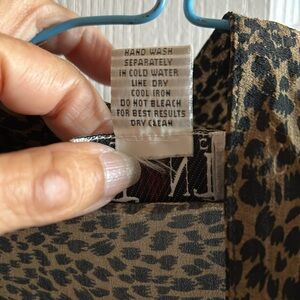 HAND WASH
SEPARATELY
IN COLD WATER
LINE DRY
COOL IRON
DO NOT BLEACH
FOR BEST RESULTS
DRY CLEAN